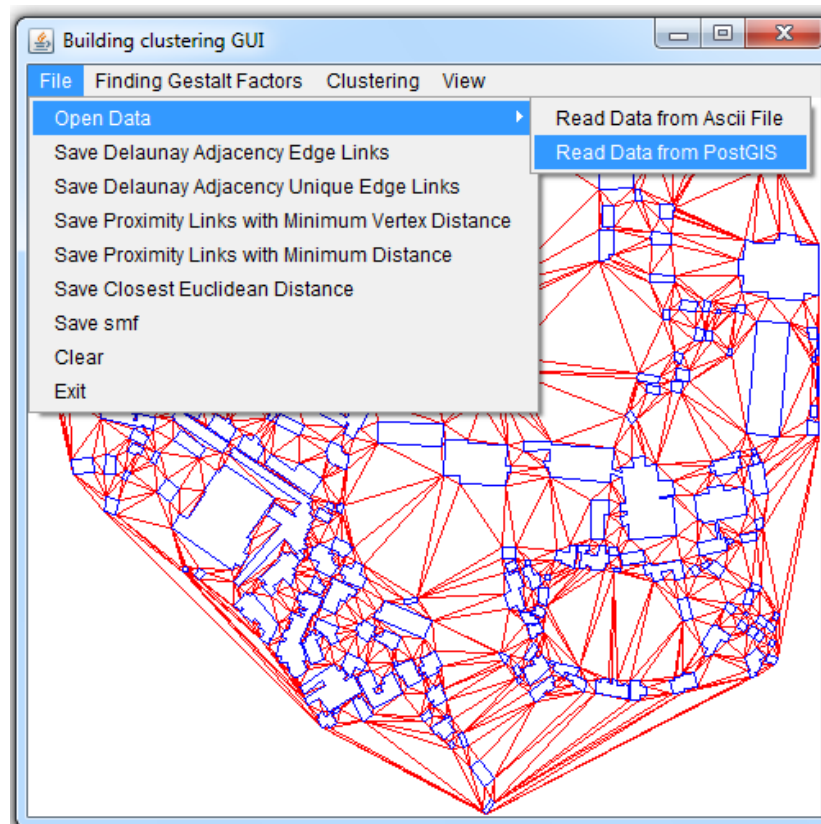 Building clustering GUI
File Finding Gestalt Factors Clustering View
Open Data
Read Data from Ascii File
Save Delaunay Adjacency Edge Links
Read Data from PostGIS
Save Delaunay Adjacency Unique Edge Links
Save Proximity Links with Minimum Vertex Distance
Save Proximity Links with Minimum Distance
Save Closest Euclidean Distance
Save smf
Clear
Exit